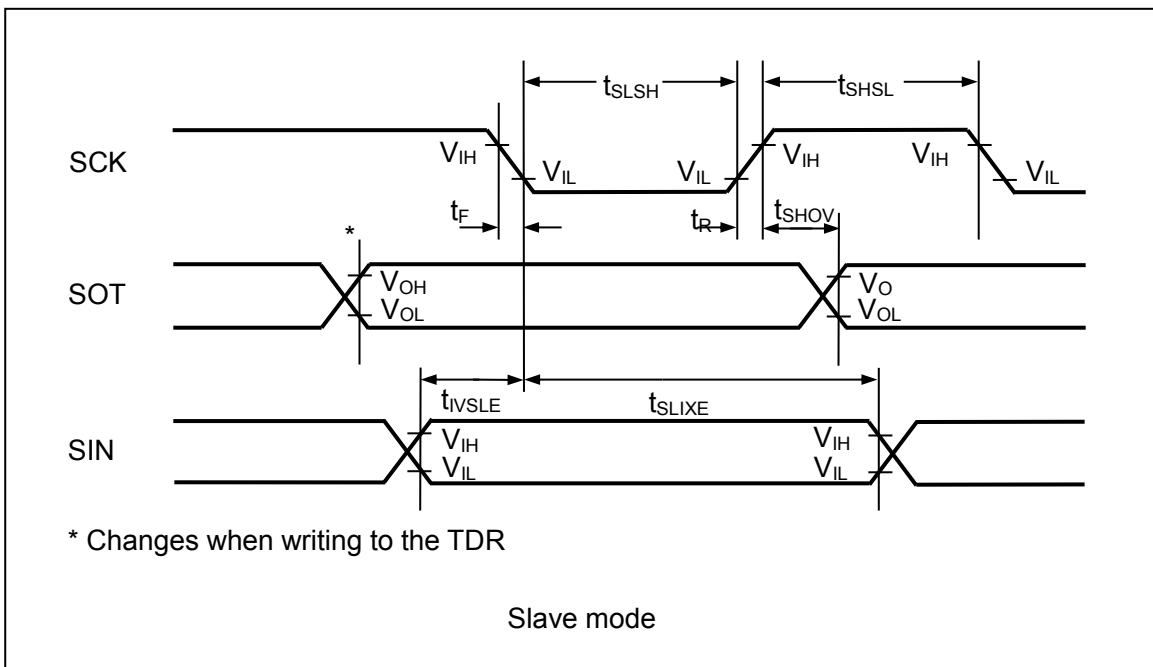 tSLSH
tSHSL
SCK
VIH
VIL
VIL
VIH
VIH
VIL
tF
tR
tSHOV
*
SOT
VOH
VOL
VO
VOL
tIVSLE
tSLIXE
SIN
VIH
VIL
VIH
VIL
* Changes when writing to the TDR
Slave mode